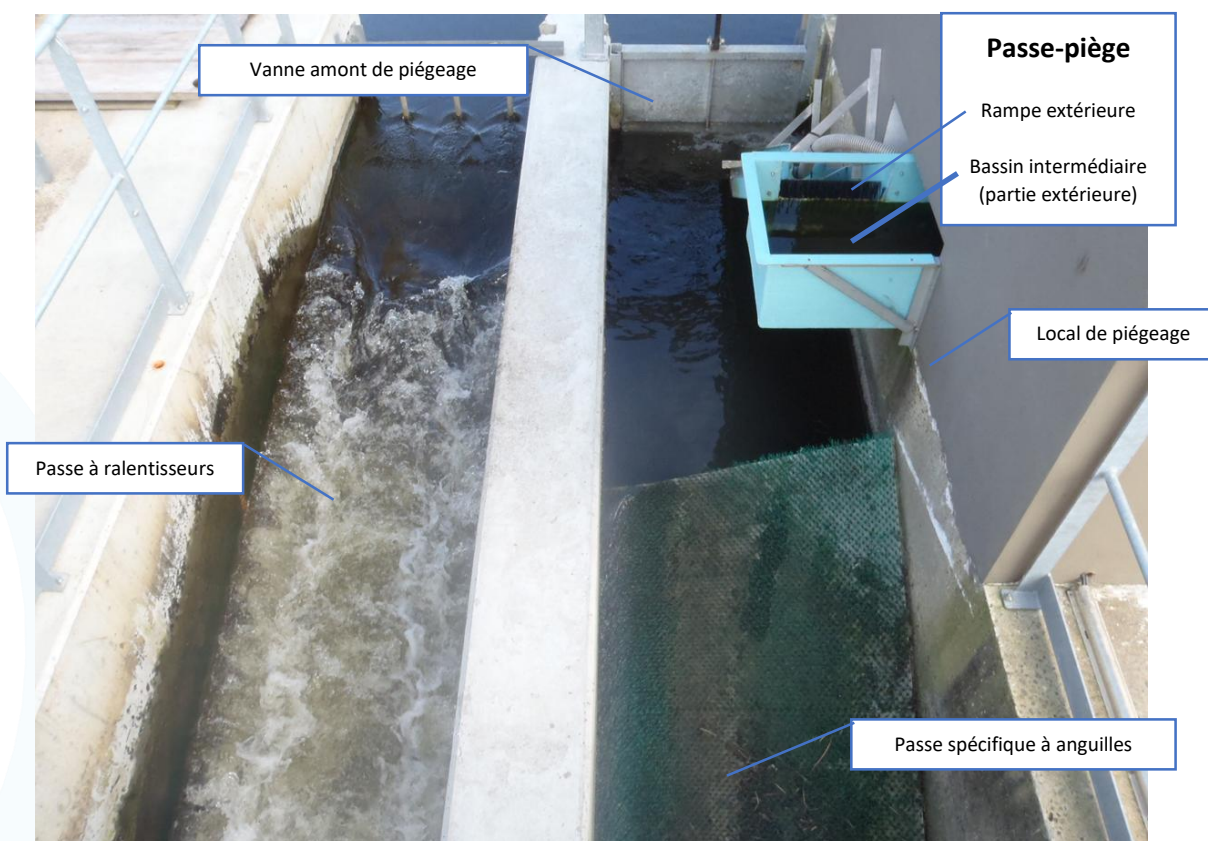 Vanne amont de piégeage
Passe-piège
Rampe extérieure
Bassin intermédiaire
(partie extérieure)
Local de piégeage
Passe à ralentisseurs
Passe spécifique à anguilles